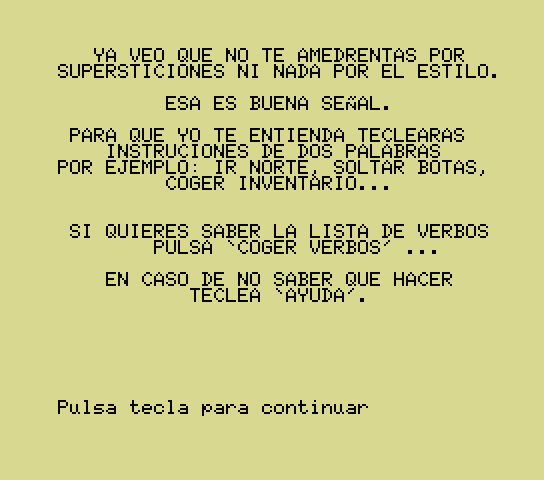 YA VEO QUE NO TE AMEDRENTAS POR
SUPERSTICIONES NI NADA POR EL ESTILO.
ESA ES BUENA SEÑAL.
PARA QUE YO TE ENTIENDA TECLEARAS
INSTRUCIONES DE DOS PALABRAS
POR EJEMPLO: IR NORTE, SOLTAR BOTAS,
COGER INVENTARIO...
SI QUIERES SABER LA LISTA DE VERBOS
PULSA `COGER VERBOS´ ...
EN CASO DE NO SABER QUE HACER
TECLEA `AYUDA´.
Pulsa tecla para continuar